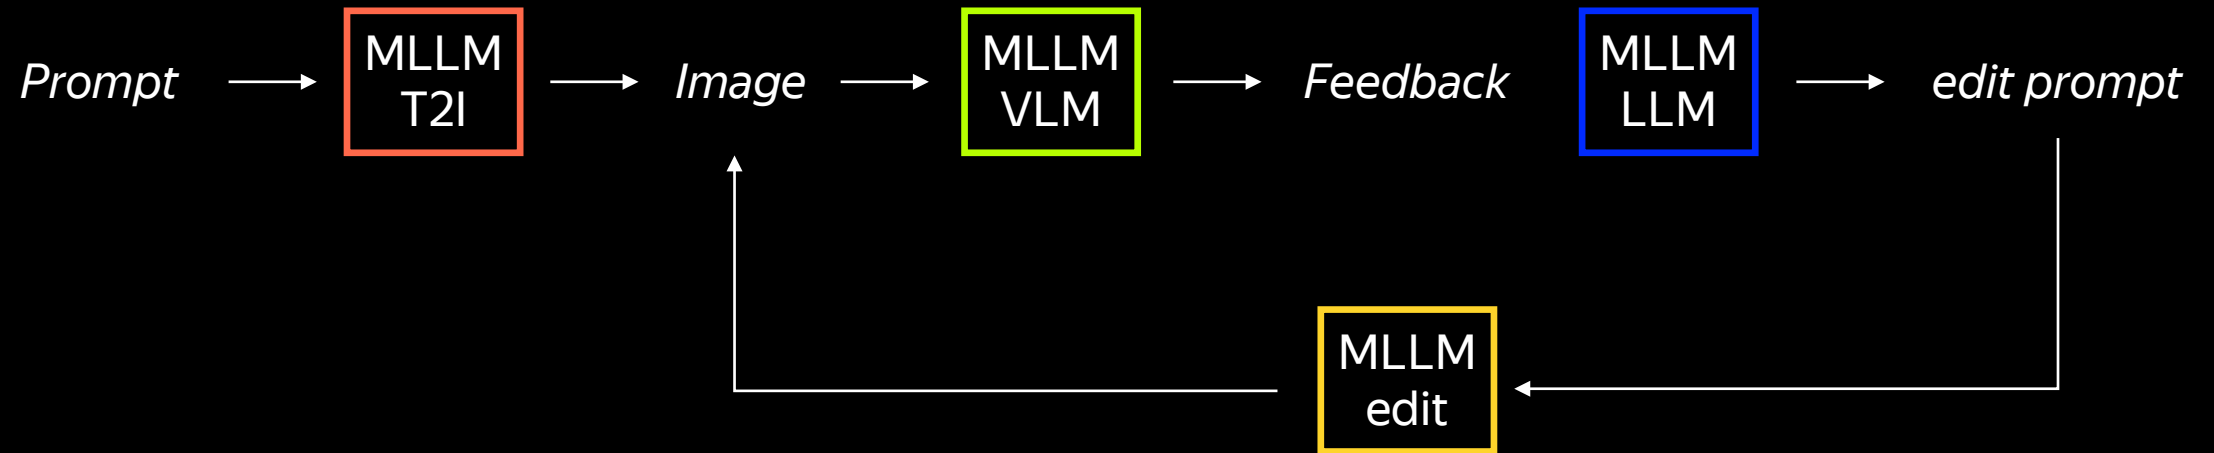 Prompt
MLLM
T2I
Image
MLLM
VLM
Feedback
MLLM
LLM
edit prompt
MLLM
edit